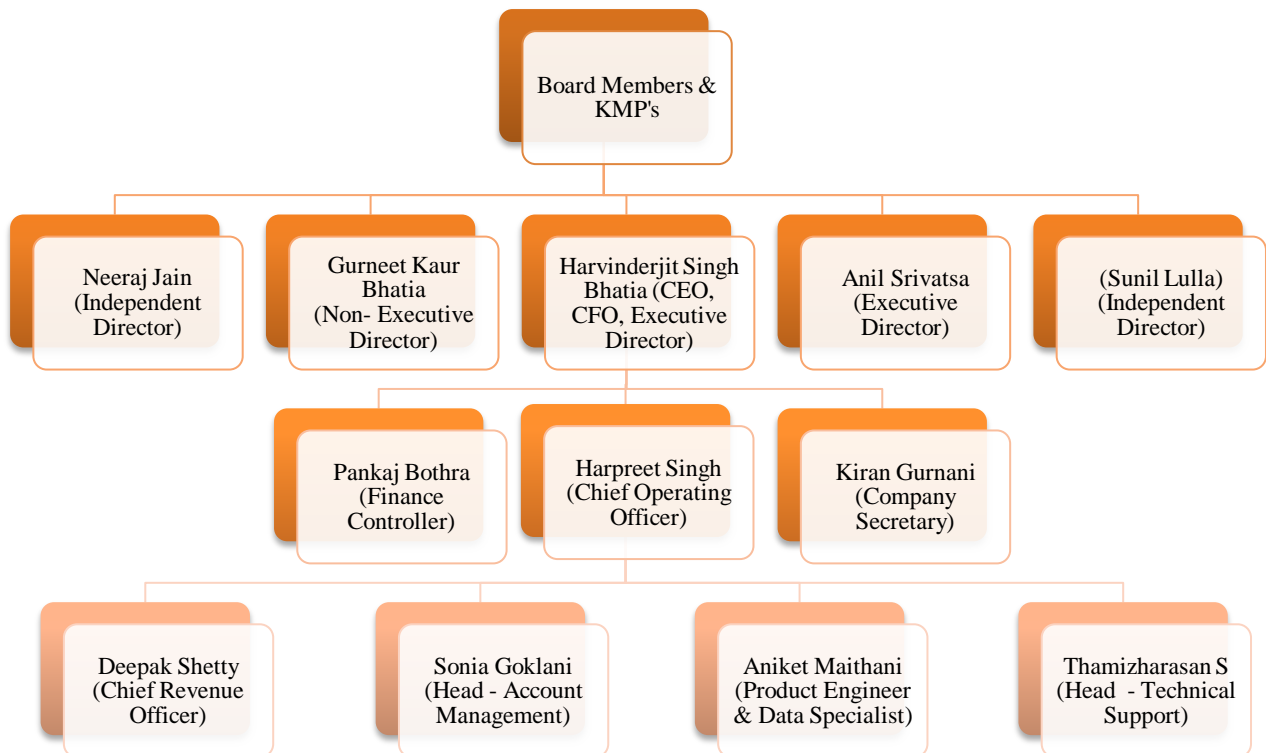 Board Members &
KMP's
Neeraj Jain
(Independent
Director)
Gurneet Kaur
Bhatia
(Non- Executive
Director)
Harvinderjit Singh
Bhatia (CEO,
CFO, Executive
Director)
Anil Srivatsa
(Executive
Director)
(Sunil Lulla)
(Independent
Director)
Pankaj Bothra
(Finance
Controller)
Harpreet Singh
(Chief Operating
Officer)
Kiran Gurnani
(Company
Secretary)
Deepak Shetty
(Chief Revenue
Officer)
Sonia Goklani
(Head - Account
Management)
Aniket Maithani
(Product Engineer
& Data Specialist)
Thamizharasan S
(Head  - Technical
Support)